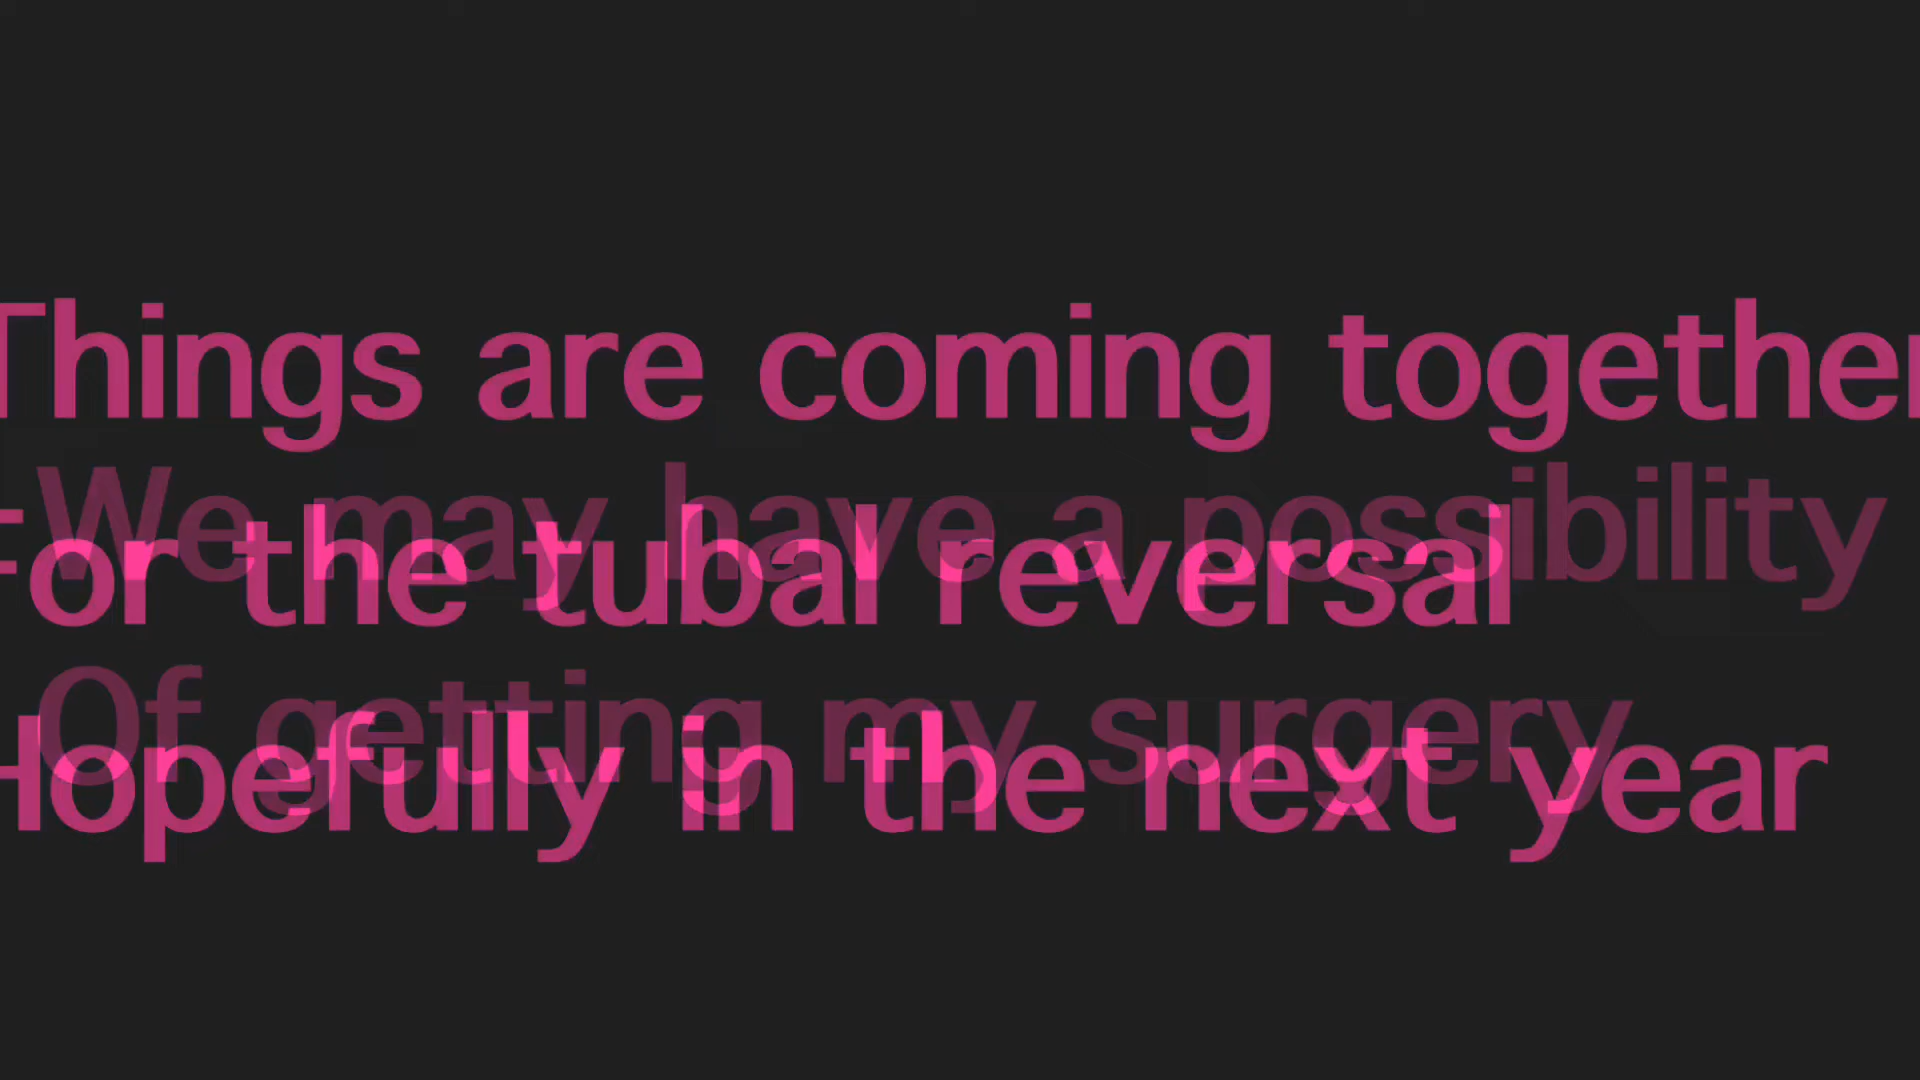 Things are coming together
We may have a possibility
For the tubal reversal
Of getting my surgery
Hopefully in the next year